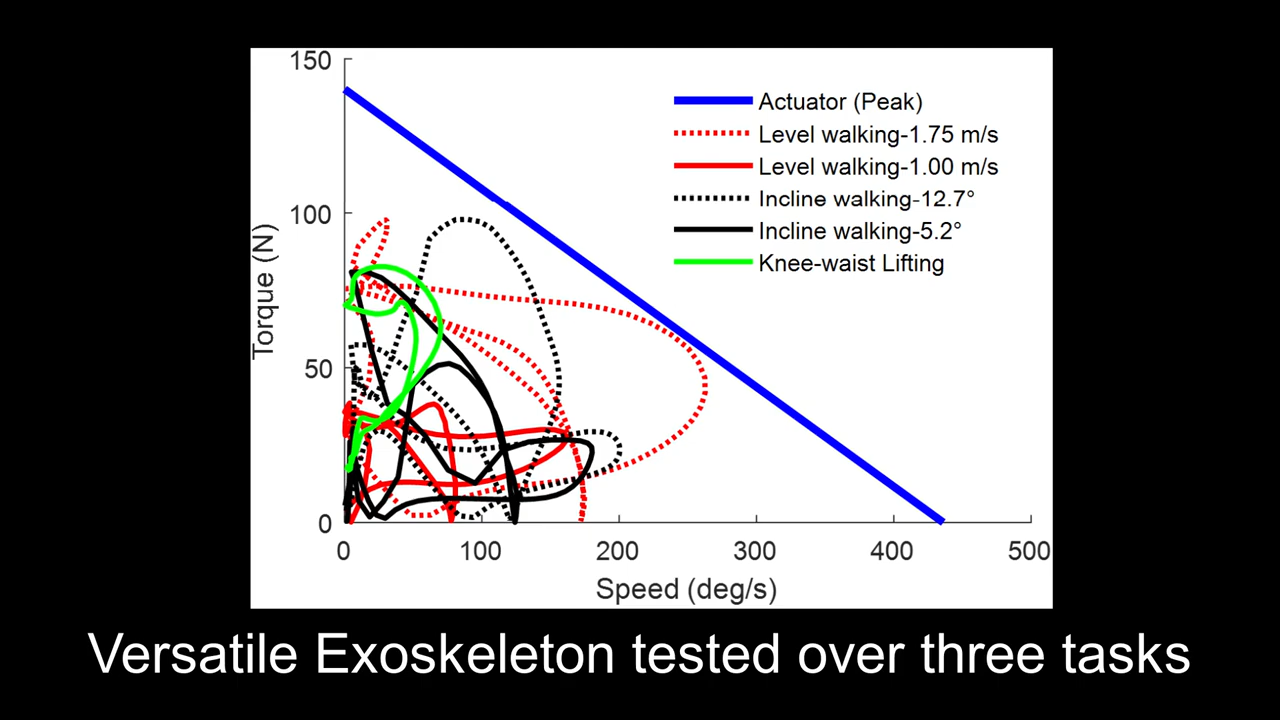 150
100
50
0
Torque (N)
Actuator (Peak)
Level walking-1.75 m/s
Level walking-1.00 m/s
Incline walking-12.7°
Incline walking-5.2°
Knee-waist Lifting
0 100 200 300 400 500
Speed (deg/s)
Versatile Exoskeleton tested over three tasks